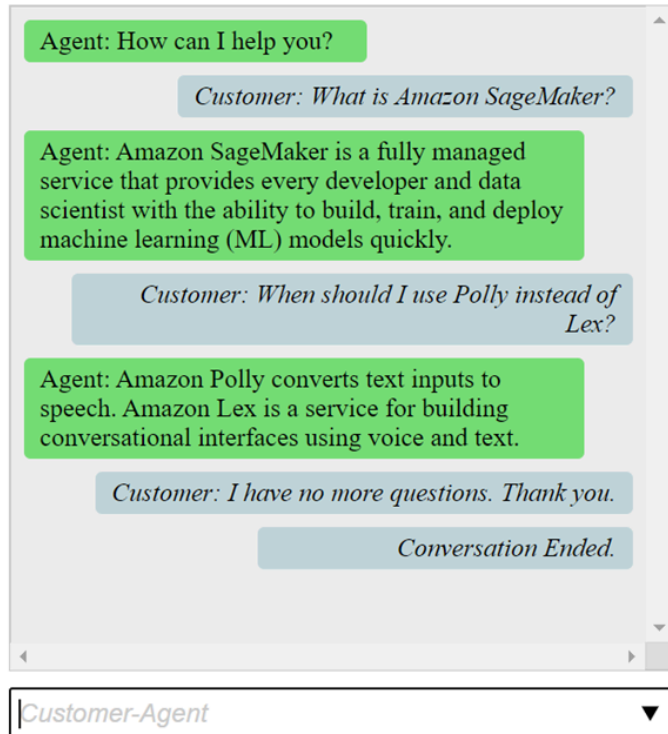 Agent: How can I help you?
Customer: What is Amazon SageMaker?
Agent: Amazon SageMaker is a fully managed
service that provides every developer and data
scientist with the ability to build, train, and deploy
machine learning (ML) models quickly.
Customer: When should I use Polly instead of
Lex?
Agent: Amazon Polly converts text inputs to
speech. Amazon Lex is a service for building
conversational interfaces using voice and text.
Customer: I have no more questions. Thank you.
Conversation Ended.
Customer-Agent